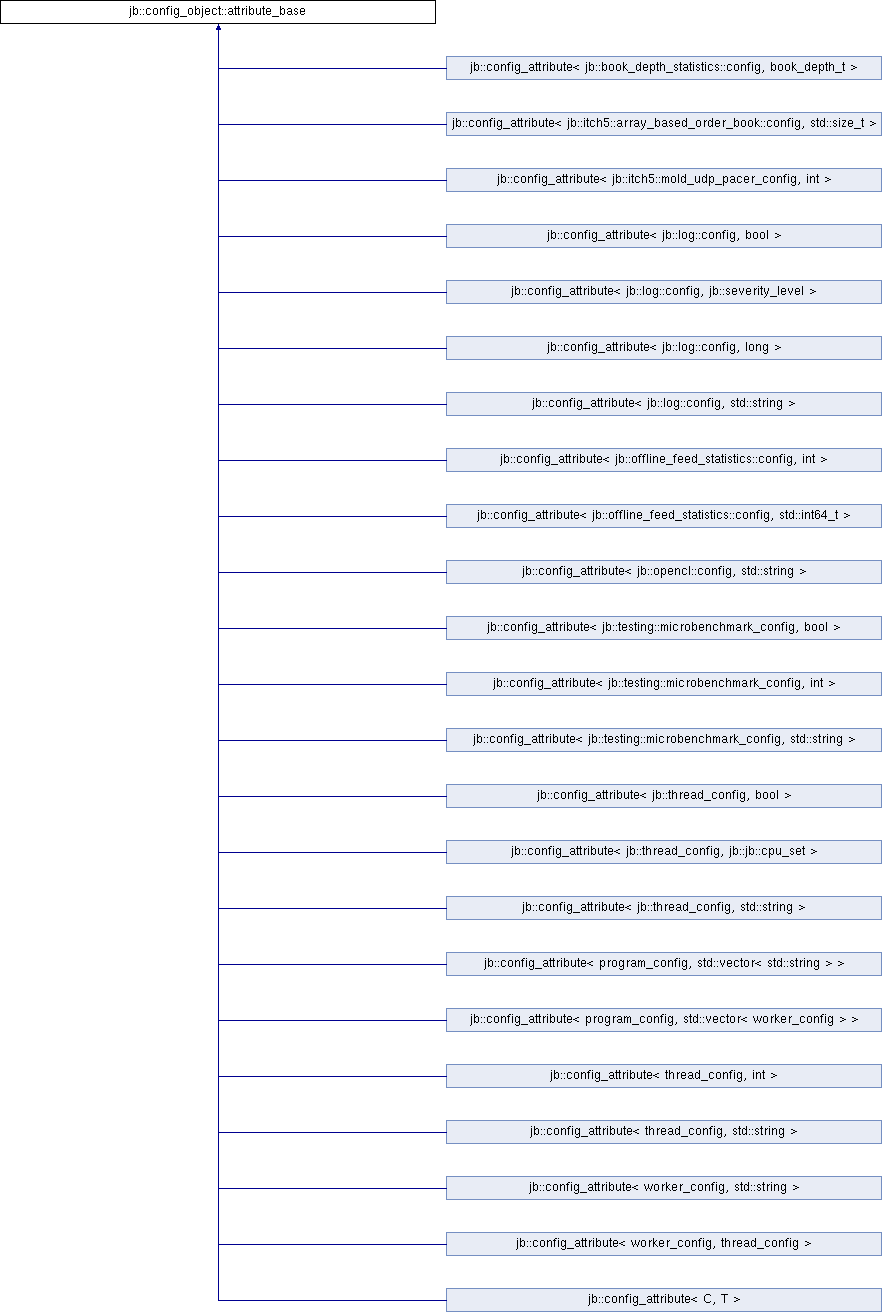 jb::config_object::attribute_base
jb::config_attribute< jb::book_depth_statistics::config, book_depth_t >
jb::config_attribute< jb::itch5::array_based_order_book::config, std::size_t >
jb::config_attribute< jb::itch5::mold_udp_pacer_config, int >
jb::config_attribute< jb::log::config, bool >
jb::config_attribute< jb::log::config, jb::severity_level >
jb::config_attribute< jb::log::config, long >
jb::config_attribute< jb::log::config, std::string >
jb::config_attribute< jb::offline_feed_statistics::config, int >
jb::config_attribute< jb::offline_feed_statistics::config, std::int64_t >
jb::config_attribute< jb::opencl::config, std::string >
jb::config_attribute< jb::testing::microbenchmark_config, bool >
jb::config_attribute< jb::testing::microbenchmark_config, int >
jb::config_attribute< jb::testing::microbenchmark_config, std::string >
jb::config_attribute< jb::thread_config, bool >
jb::config_attribute< jb::thread_config, jb::jb::cpu_set >
jb::config_attribute< jb::thread_config, std::string >
jb::config_attribute< program_config, std::vector< std::string > >
jb::config_attribute< program_config, std::vector< worker_config > >
jb::config_attribute< thread_config, int >
jb::config_attribute< thread_config, std::string >
jb::config_attribute< worker_config, std::string >
jb::config_attribute< worker_config, thread_config >
jb::config_attribute< C, T >